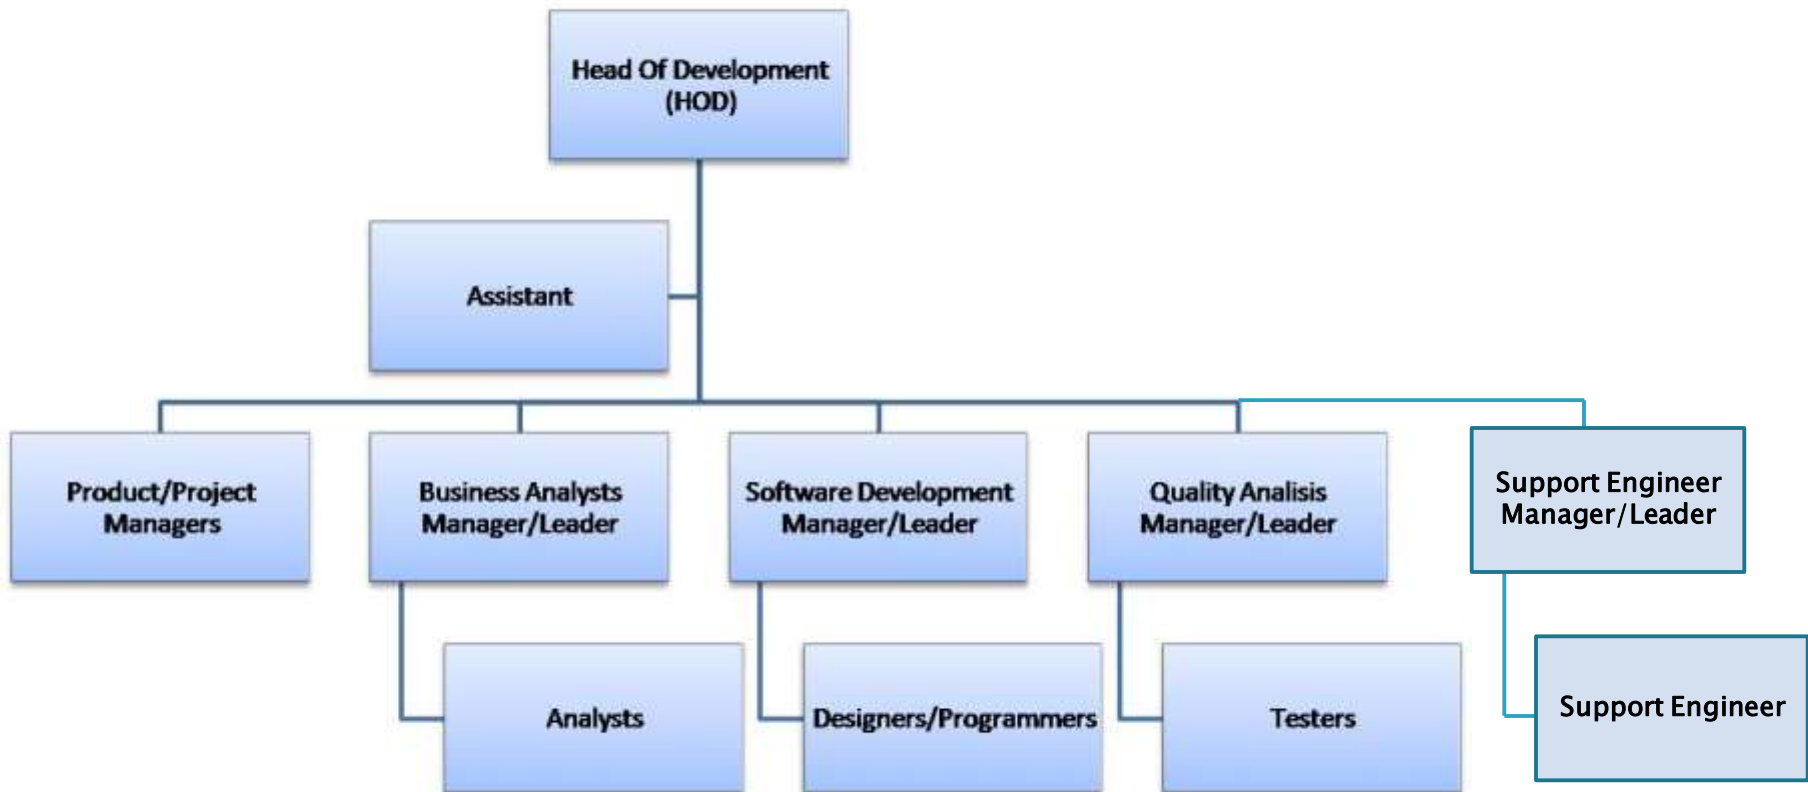 Head Of Development
(HOD)
Assistant
Product/Project
Managers
Business Analysts
Manager/Leader
Software Development
Manager/Leader
Quality Analisis
Manager/Leader
Support Engineer
Manager/Leader
Analysts
Designers/Programmers
Testers
Support Engineer